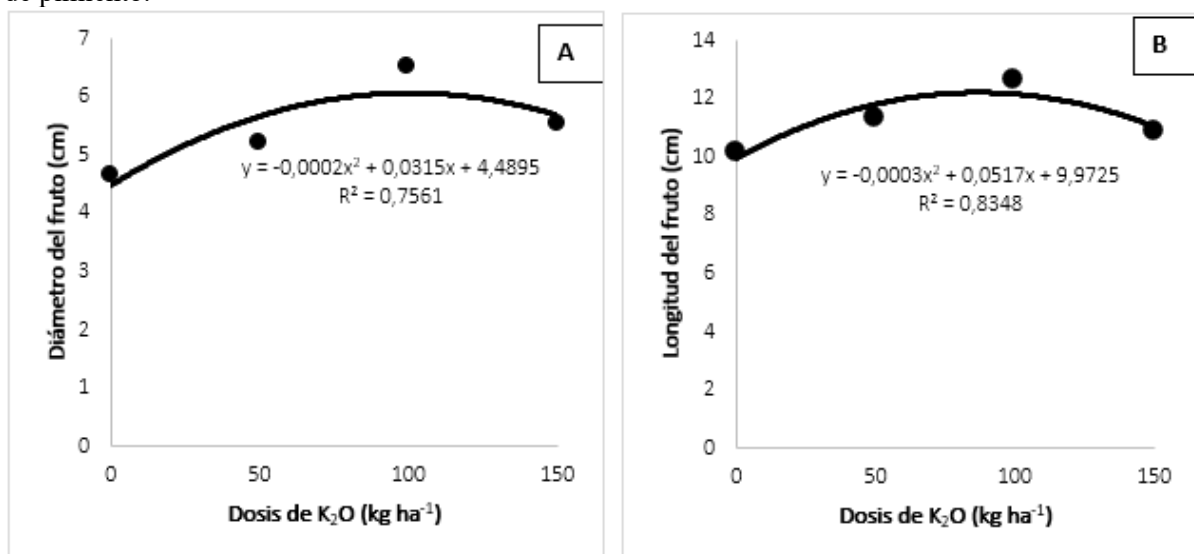 de pimiento.
A
7
6
5
4
3
2
1
0
Diámetro del fruto (cm)
y = -0,0002x² + 0,0315x + 4,4895
R² = 0,7561
0 50 100 150
Dosis de K₂O (kg ha⁻¹)
B
14
12
10
8
6
4
2
0
Longitud del fruto (cm)
y = -0,0003x² + 0,0517x + 9,9725
R² = 0,8348
0 50 100 150
Dosis de K₂O (kg ha⁻¹)